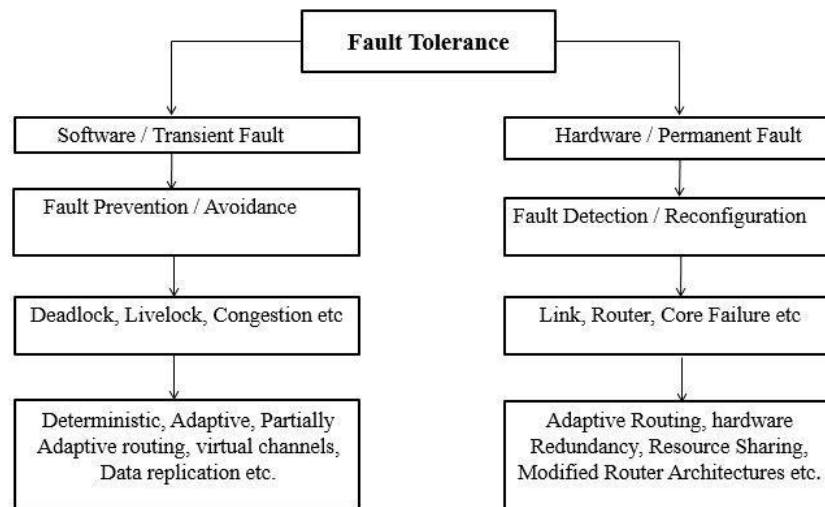 Fault Tolerance
Software / Transient Fault
Fault Prevention / Avoidance
Deadlock, Livelock, Congestion etc
Deterministic, Adaptive, Partially
Adaptive routing, virtual channels,
Data replication etc.
Hardware / Permanent Fault
Fault Detection / Reconfiguration
Link, Router, Core Failure etc
Adaptive Routing, hardware
Redundancy, Resource Sharing,
Modified Router Architectures etc.